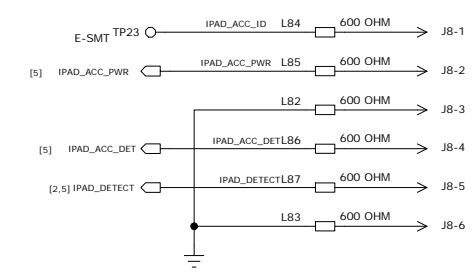 E-SMT TP23 IPAD_ACC_ID L84 600 OHM J8-1
[5] IPAD_ACC_PWR IPAD_ACC_PWR L85 600 OHM J8-2
L82 600 OHM J8-3
[5] IPAD_ACC_DET IPAD_ACC_DET L86 600 OHM J8-4
[2,5] IPAD_DETECT IPAD_DETECT L87 600 OHM J8-5
L83 600 OHM J8-6